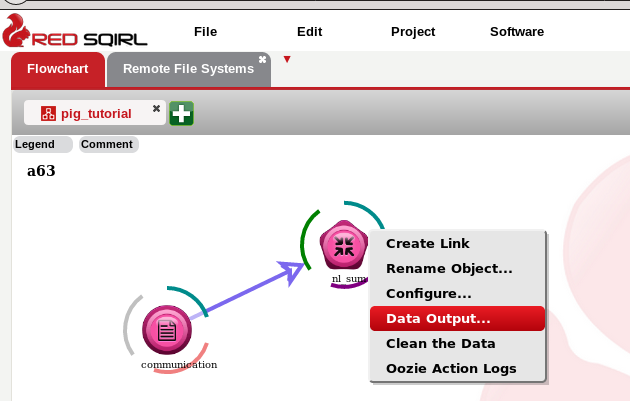 RED SQIRL
File Edit Project Software
Flowchart Remote File Systems
pig_tutorial
Legend Comment
a63
Create Link
Rename Object...
nl_sum
Configure...
Data Output...
Clean the Data
communication
Oozie Action Logs